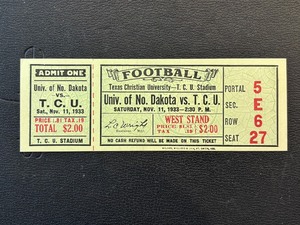 ADMIT ONE
Univ. of No. Dakota
vs.
T. C. U.
Sat., Nov. 11, 1933
PRICE 1.81 TAX .19
TOTAL $2.00
T. C. U. STADIUM
FOOTBALL
Texas Christian University—T. C. U. Stadium
Univ. of No. Dakota vs. T. C. U.
SATURDAY, NOV. 11, 1933—2:30 P. M.
WEST STAND
PRICE $1.81
TAX .19
$2.00
NO CASH REFUND WILL BE MADE ON THIS TICKET
PORTAL 5
SEC. E
ROW 6
SEAT 27